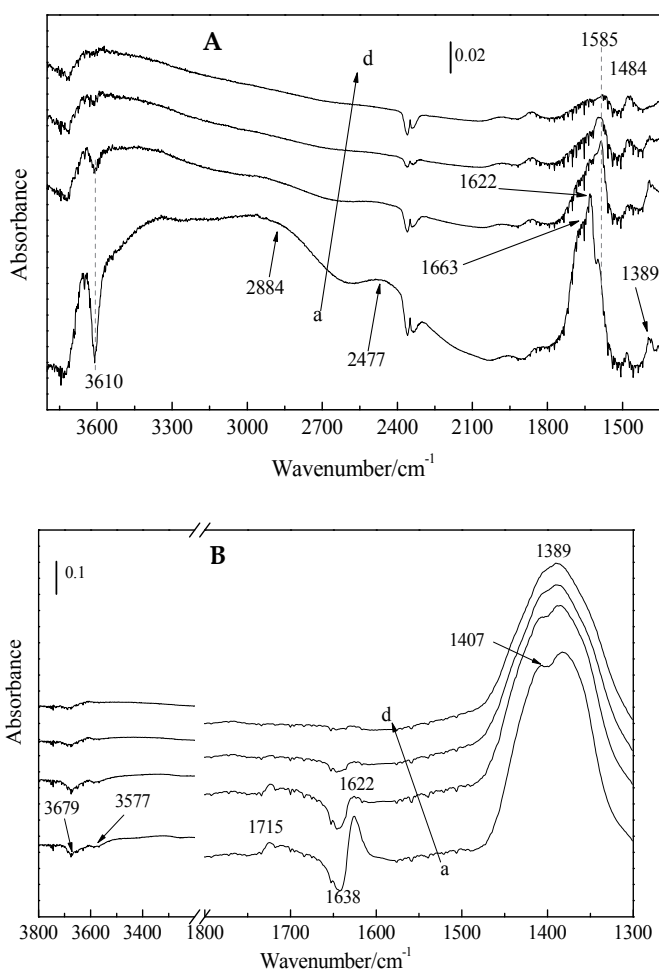 A
0.02
1585
1484
d
1622
1663
1389
2884
a
2477
3610
Absorbance
3600 3300 3000 2700 2400 2100 1800 1500
Wavenumber/cm-1
B
0.1
1389
1407
d
1622
3679
3577
1715
a
1638
Absorbance
3800 3600 3400 1800 1700 1600 1500 1400 1300
Wavenumber/cm-1